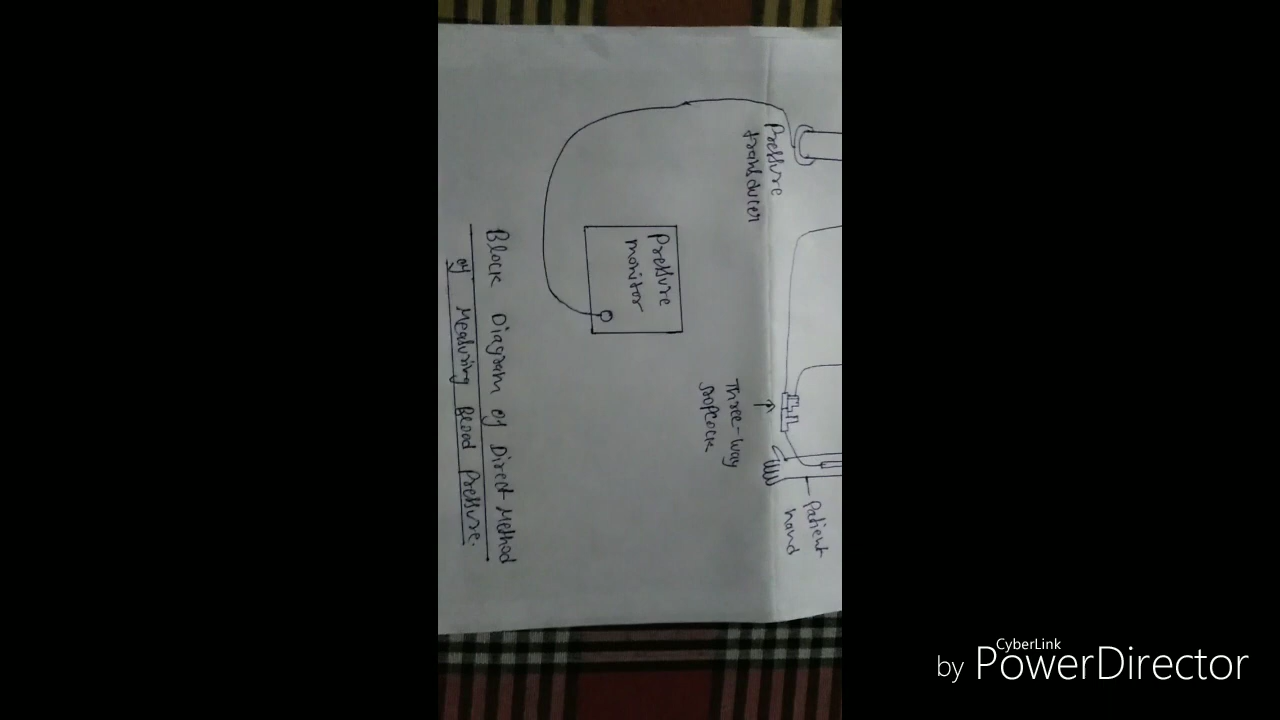 Pressure
transducer
Pressure
monitor
Three-way
stopcock
Patient
hand
Block Diagram of Direct Method
of Measuring Blood Pressure.
CyberLink
by PowerDirector